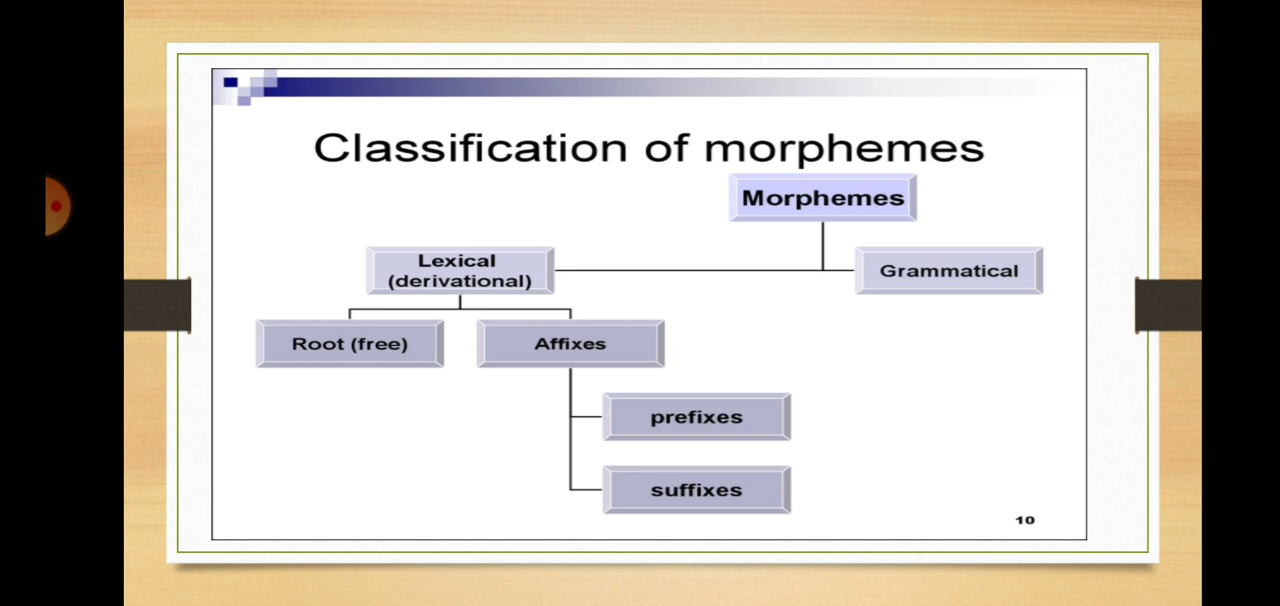 Classification of morphemes
Morphemes
Lexical
(derivational)
Grammatical
Root (free)
Affixes
prefixes
suffixes
10